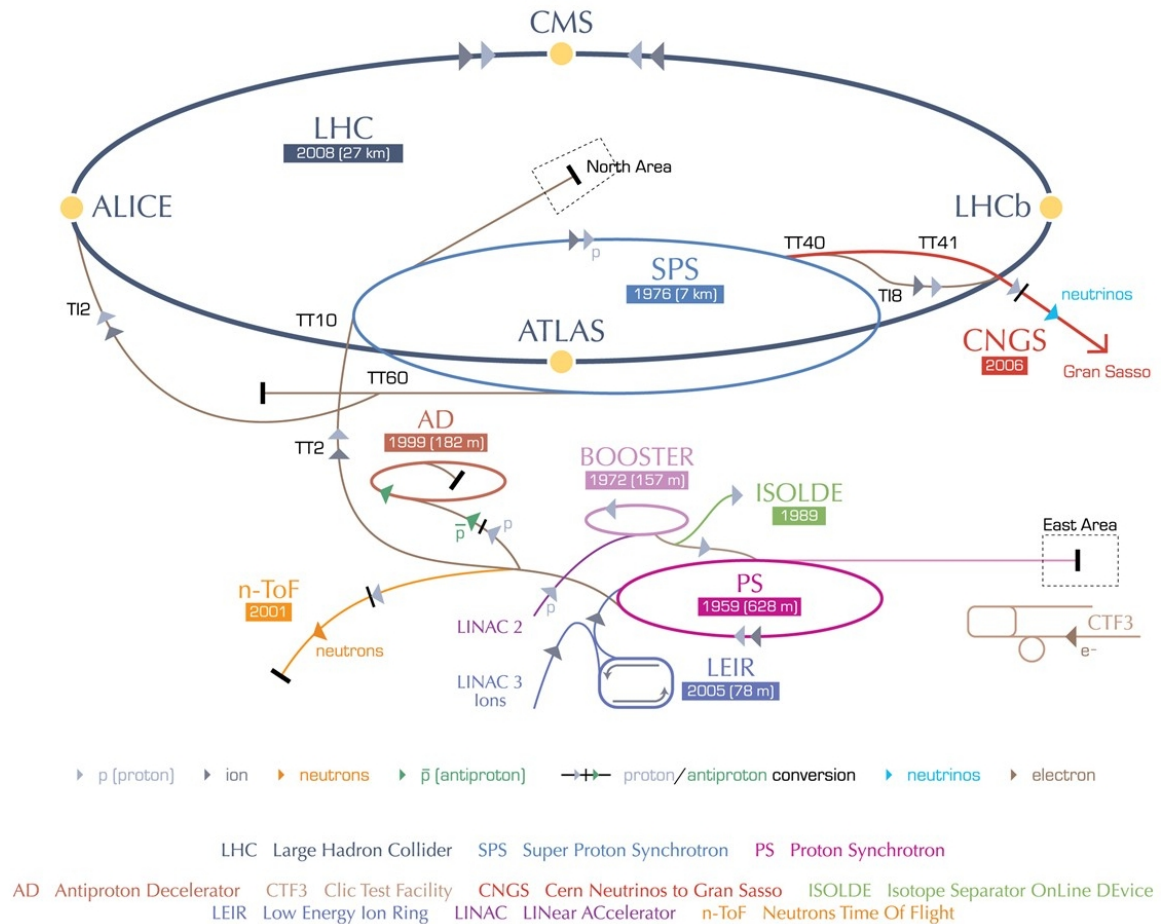 CMS
LHC
2008 (27 km)
North Area
ALICE
LHCb
TT40
TT41
SPS
1976 (7 km)
p
TI8
TI2
TT10
ATLAS
neutrinos
CNGS
2006
Gran Sasso
TT60
AD
1999 (182 m)
TT2
BOOSTER
1972 (157 m)
ISOLDE
1989
p̅
p
East Area
n-ToF
2001
PS
1959 (628 m)
p
LINAC 2
neutrons
CTF3
e-
LINAC 3
Ions
LEIR
2005 (78 m)
p (proton)
ion
neutrons
p̅ (antiproton)
proton/antiproton conversion
neutrinos
electron
LHC Large Hadron Collider SPS Super Proton Synchrotron PS Proton Synchrotron
AD Antiproton Decelerator CTF3 Clic Test Facility CNGS Cern Neutrinos to Gran Sasso ISOLDE Isotope Separator OnLine DEvice
LEIR Low Energy Ion Ring LINAC LINear ACcelerator n-ToF Neutrons Time Of Flight